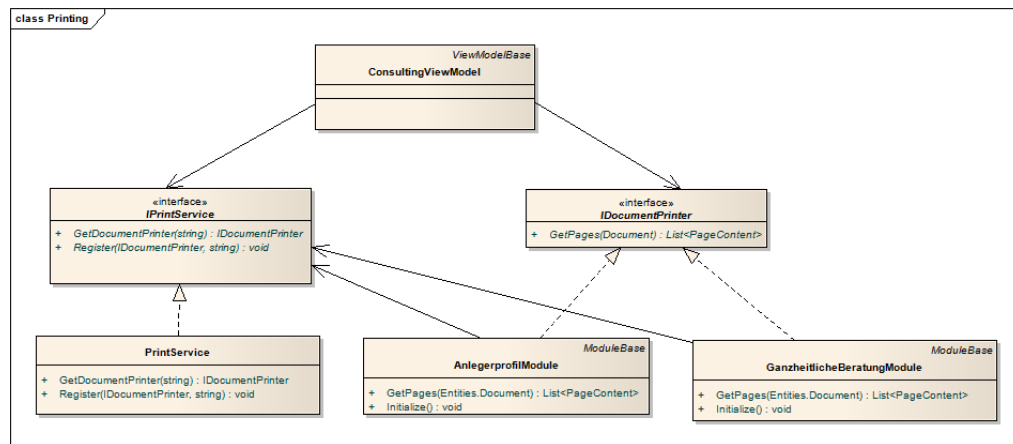 class Printing
ViewModelBase
ConsultingViewModel
«interface»
IPrintService
+ GetDocumentPrinter(string) : IDocumentPrinter
+ Register(IDocumentPrinter, string) : void
«interface»
IDocumentPrinter
+ GetPages(Document) : List<PageContent>
PrintService
+ GetDocumentPrinter(string) : IDocumentPrinter
+ Register(IDocumentPrinter, string) : void
ModuleBase
AnlegerprofilModule
+ GetPages(Entities.Document) : List<PageContent>
+ Initialize() : void
ModuleBase
GanzheitlicheBeratungModule
+ GetPages(Entities.Document) : List<PageContent>
+ Initialize() : void